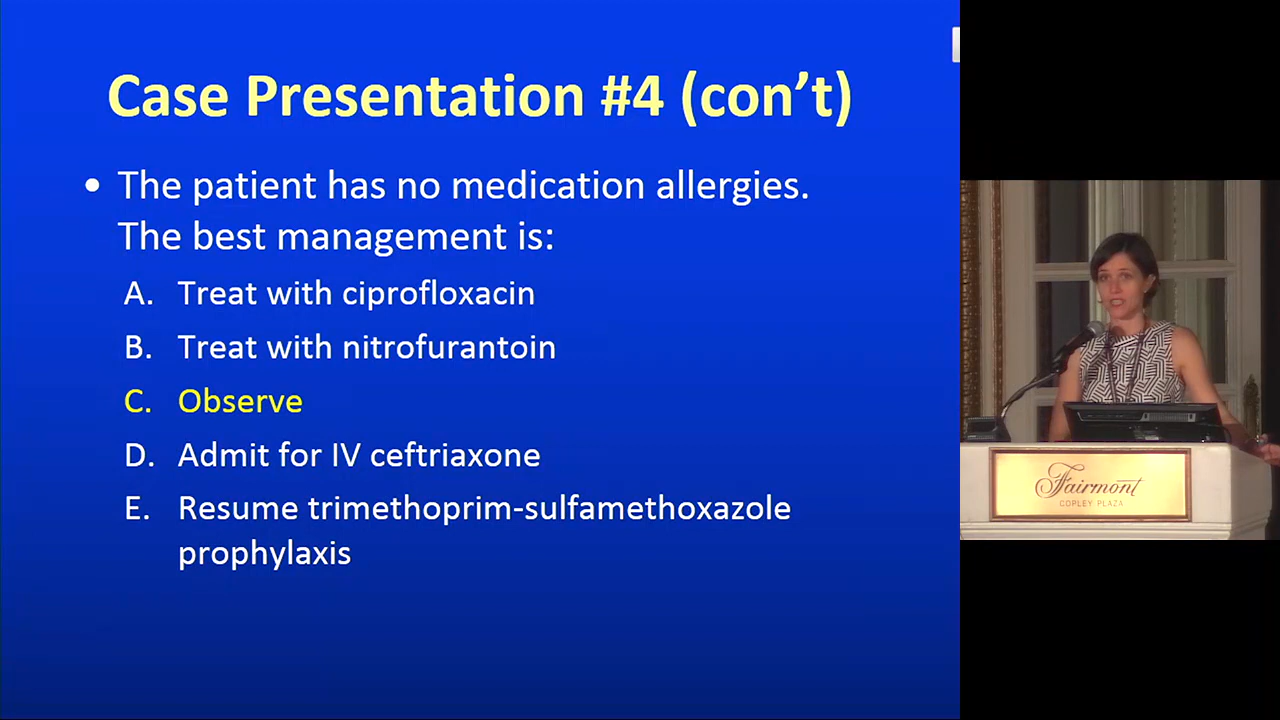 Case Presentation #4 (con’t)
• The patient has no medication allergies.
The best management is:
A. Treat with ciprofloxacin
B. Treat with nitrofurantoin
C. Observe
D. Admit for IV ceftriaxone
E. Resume trimethoprim-sulfamethoxazole
prophylaxis
Fairmont
COPLEY PLAZA